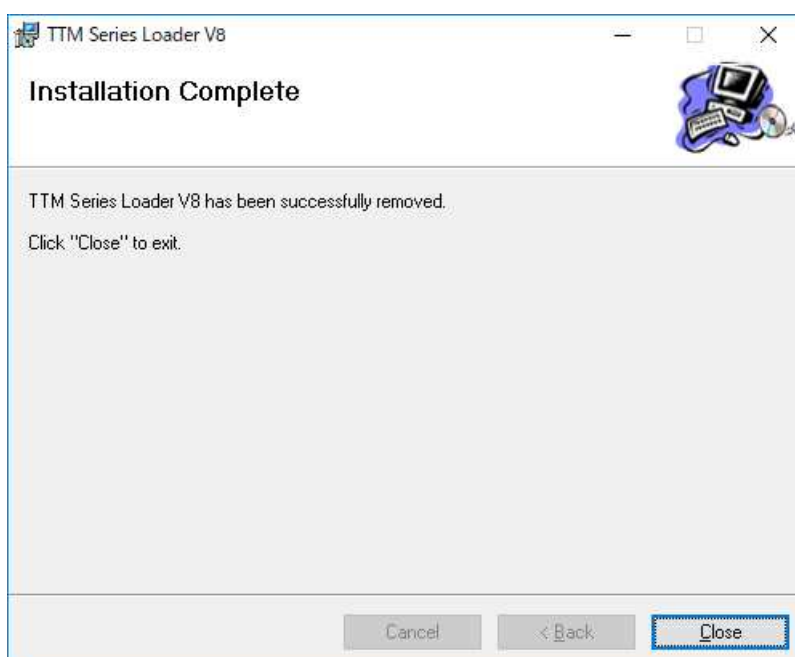 TTM Series Loader V8
Installation Complete
TTM Series Loader V8 has been successfully removed.
Click "Close" to exit.
Cancel
< Back
Close